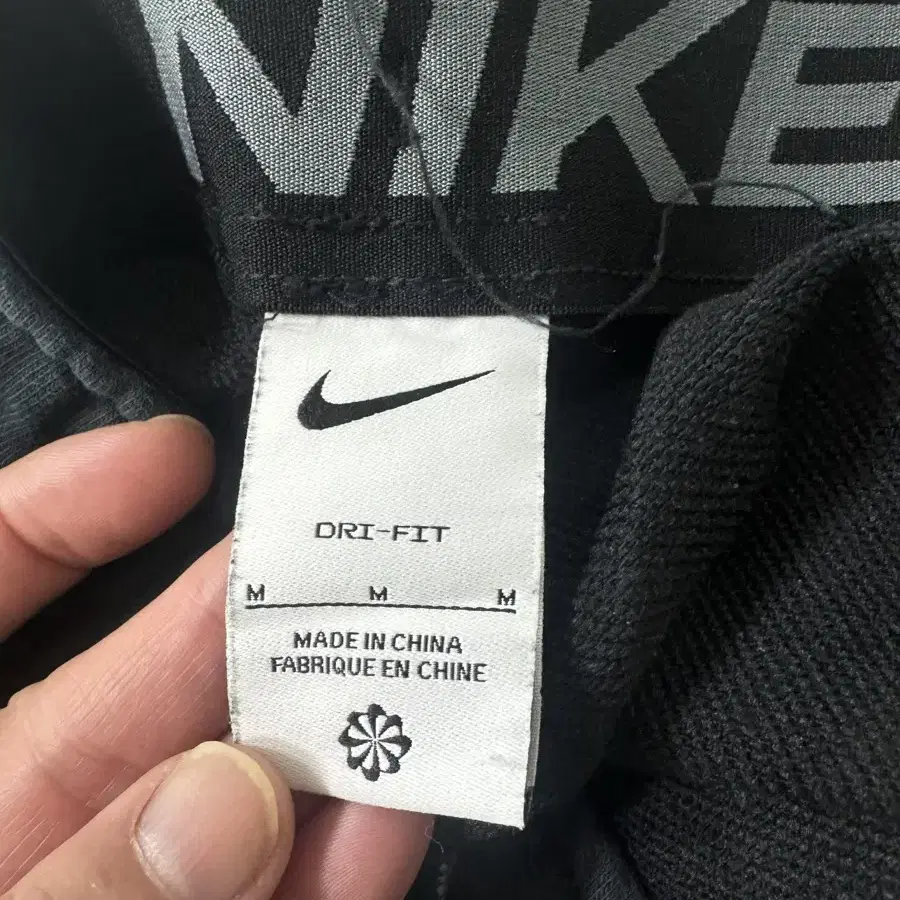 NIKE
DRI-FIT
M M M
MADE IN CHINA
FABRIQUE EN CHINE